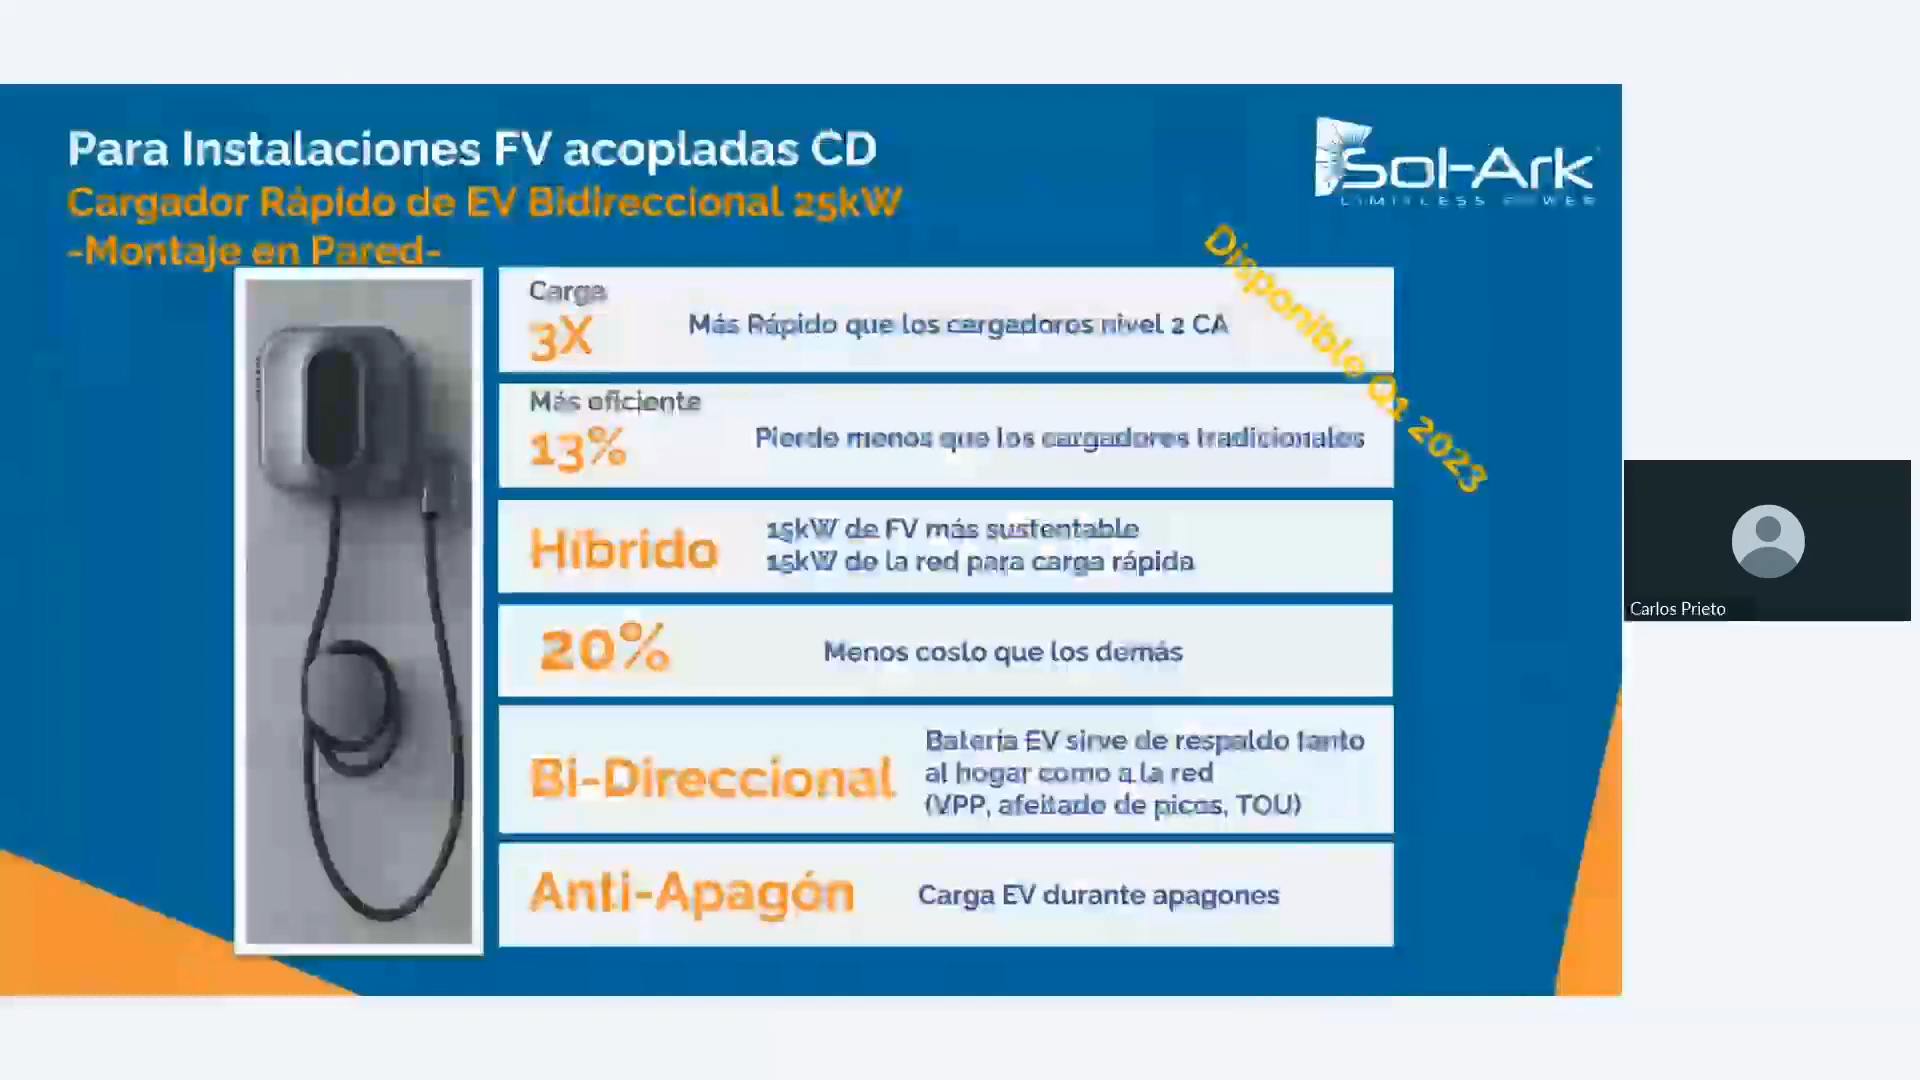 Para Instalaciones FV acopladas CD
Cargador Rápido de EV Bidireccional 25kW
-Montaje en Pared-
Sol-Ark
LIMITLESS POWER
Disponible Q1 2023
Carga
3X
Más Rápido que los cargadores nivel 2 CA
Más eficiente
13%
Pierde menos que los cargadores tradicionales
Híbrido
15kW de FV más sustentable
15kW de la red para carga rápida
20%
Menos costo que los demás
Bi-Direccional
Batería EV sirve de respaldo tanto
al hogar como a la red
(VPP, afeitado de picos, TOU)
Anti-Apagón
Carga EV durante apagones
Carlos Prieto